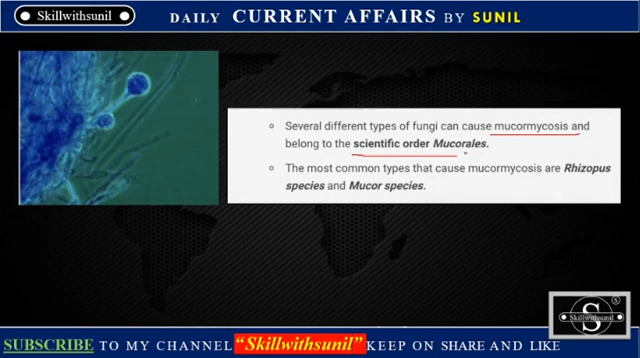 Skillwithsunil
DAILY CURRENT AFFAIRS BY SUNIL
Several different types of fungi can cause mucormycosis and
belong to the scientific order Mucorales.
The most common types that cause mucormycosis are Rhizopus
species and Mucor species.
S
Skillwithsunil
SUBSCRIBE TO MY CHANNEL “Skillwithsunil” KEEP ON SHARE AND LIKE